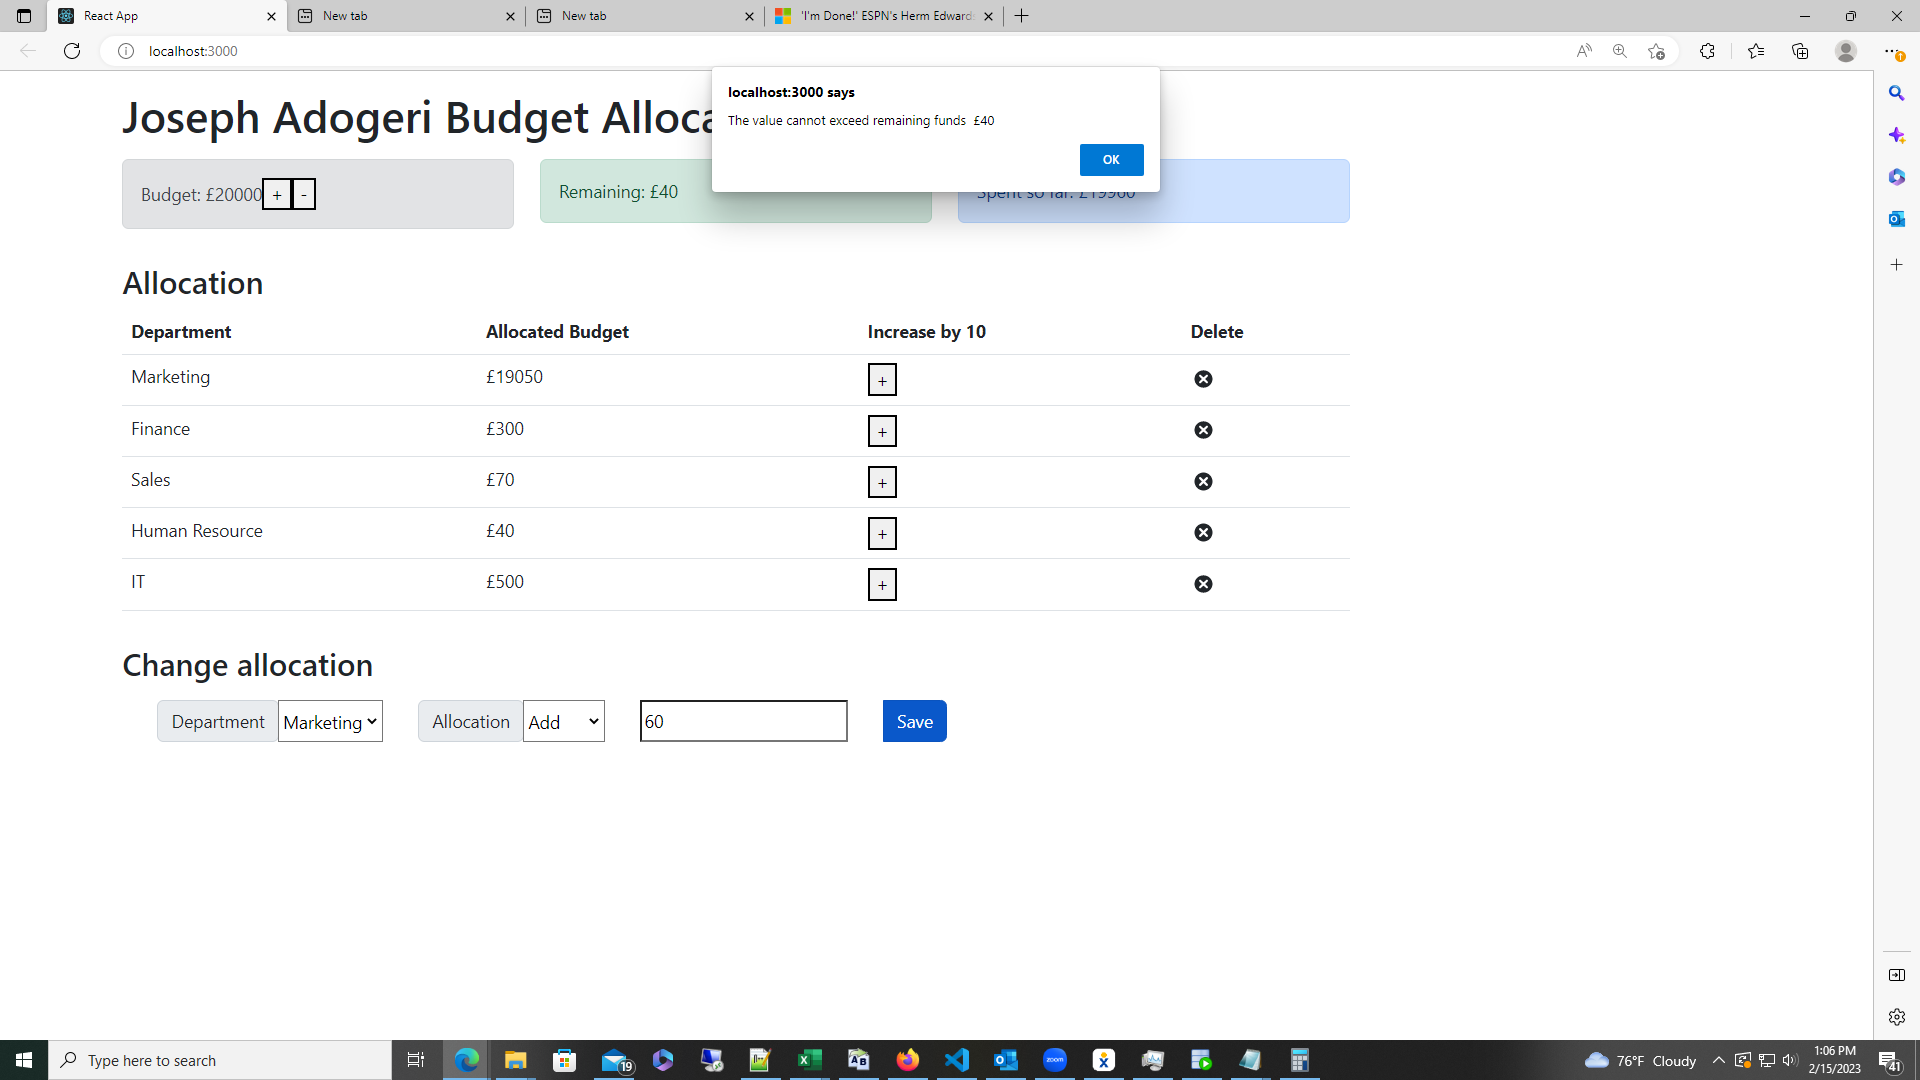 React App
New tab
New tab
'I'm Done!' ESPN's Herm Edward
localhost:3000
localhost:3000 says
The value cannot exceed remaining funds £40
OK
Joseph Adogeri Budget Alloca
Budget: £20000 + -
Remaining: £40
Spent so far: £19960
Allocation
Department Allocated Budget Increase by 10 Delete
Marketing £19050 +
Finance £300 +
Sales £70 +
Human Resource £40 +
IT £500 +
Change allocation
Department Marketing Allocation Add 60 Save
Type here to search
19
zoom
76°F Cloudy
1:06 PM
2/15/2023
41